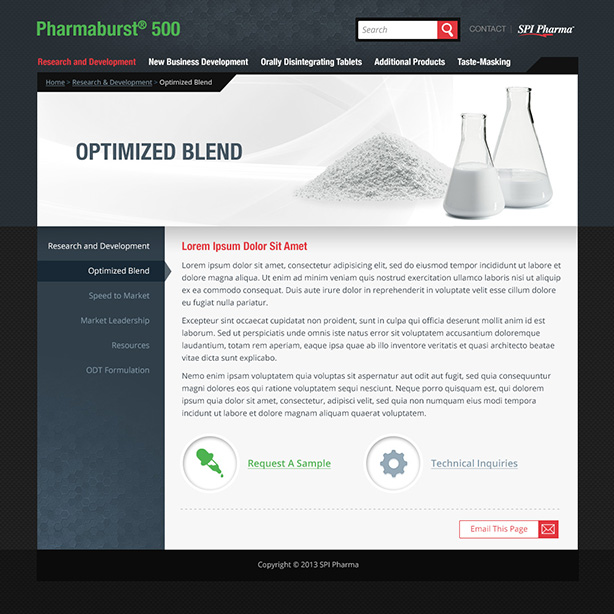 Pharmaburst® 500
Search
CONTACT
SPI Pharma
Research and Development New Business Development Orally Disintegrating Tablets Additional Products Taste-Masking
Home > Research & Development > Optimized Blend
OPTIMIZED BLEND
Research and Development
Optimized Blend
Speed to Market
Market Leadership
Resources
ODT Formulation
Lorem Ipsum Dolor Sit Amet
Lorem ipsum dolor sit amet, consectetur adipisicing elit, sed do eiusmod tempor incididunt ut labore et
dolore magna aliqua. Ut enim ad minim veniam quis nostrud exercitation ullamco laboris nisi ut aliquip
ex ea commodo consequat. Duis aute irure dolor in reprehenderit in voluptate velit esse cillum dolore
eu fugiat nulla pariatur.
Excepteur sint occaecat cupidatat non proident, sunt in culpa qui officia deserunt mollit anim id est
laborum. Sed ut perspiciatis unde omnis iste natus error sit voluptatem accusantium doloremque
laudantium, totam rem aperiam, eaque ipsa quae ab illo inventore veritatis et quasi architecto beatae
vitae dicta sunt explicabo.
Nemo enim ipsam voluptatem quia voluptas sit aspernatur aut odit aut fugit, sed quia consequuntur
magni dolores eos qui ratione voluptatem sequi nesciunt. Neque porro quisquam est, qui dolorem
ipsum quia dolor sit amet, consectetur, adipisci velit, sed quia non numquam eius modi tempora
incidunt ut labore et dolore magnam aliquam quaerat voluptatem.
Request A Sample
Technical Inquiries
Email This Page
Copyright © 2013 SPI Pharma